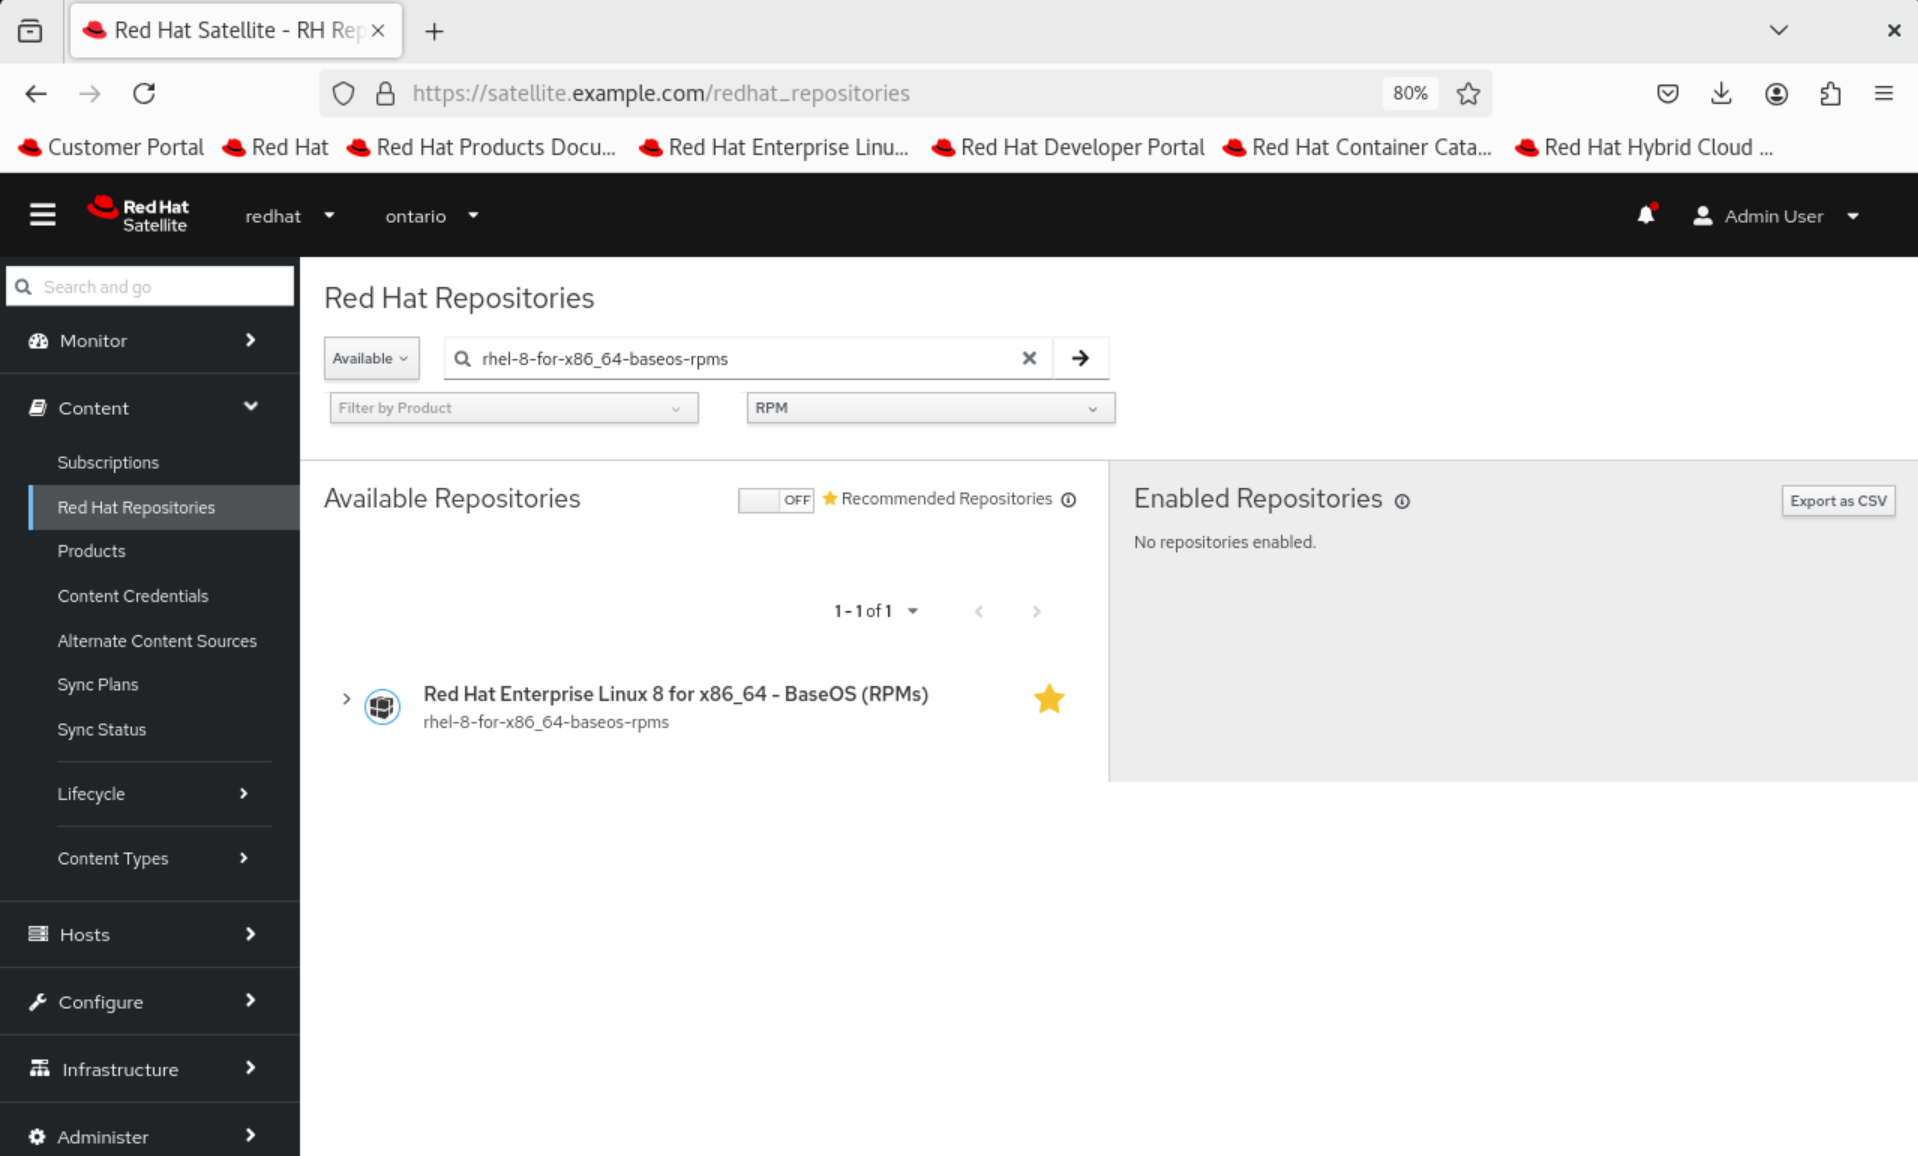 Red Hat Satellite - RH Rep
https://satellite.example.com/redhat_repositories
80%
Customer Portal
Red Hat
Red Hat Products Docu...
Red Hat Enterprise Linu...
Red Hat Developer Portal
Red Hat Container Cata...
Red Hat Hybrid Cloud ...
Red Hat
Satellite
redhat
ontario
Admin User
Search and go
Monitor
Content
Subscriptions
Red Hat Repositories
Products
Content Credentials
Alternate Content Sources
Sync Plans
Sync Status
Lifecycle
Content Types
Hosts
Configure
Infrastructure
Administer
Red Hat Repositories
Available
rhel-8-for-x86_64-baseos-rpms
Filter by Product
RPM
Available Repositories
OFF
Recommended Repositories
1 - 1 of 1
Red Hat Enterprise Linux 8 for x86_64 - BaseOS (RPMs)
rhel-8-for-x86_64-baseos-rpms
Enabled Repositories
Export as CSV
No repositories enabled.